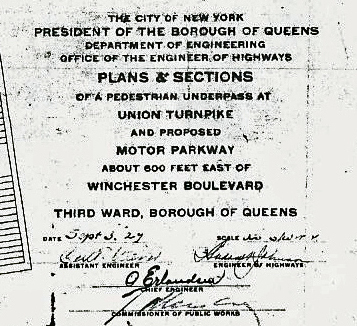 THE CITY OF NEW YORK
PRESIDENT OF THE BOROUGH OF QUEENS
DEPARTMENT OF ENGINEERING
OFFICE OF THE ENGINEER OF HIGHWAYS
PLANS & SECTIONS
OF A PEDESTRIAN UNDERPASS AT
UNION TURNPIKE
AND PROPOSED
MOTOR PARKWAY
ABOUT 600 FEET EAST OF
WINCHESTER BOULEVARD
THIRD WARD, BOROUGH OF QUEENS
DATE Sept 3. 27 SCALE
ASSISTANT ENGINEER ENGINEER OF HIGHWAYS
CHIEF ENGINEER
COMMISSIONER OF PUBLIC WORKS